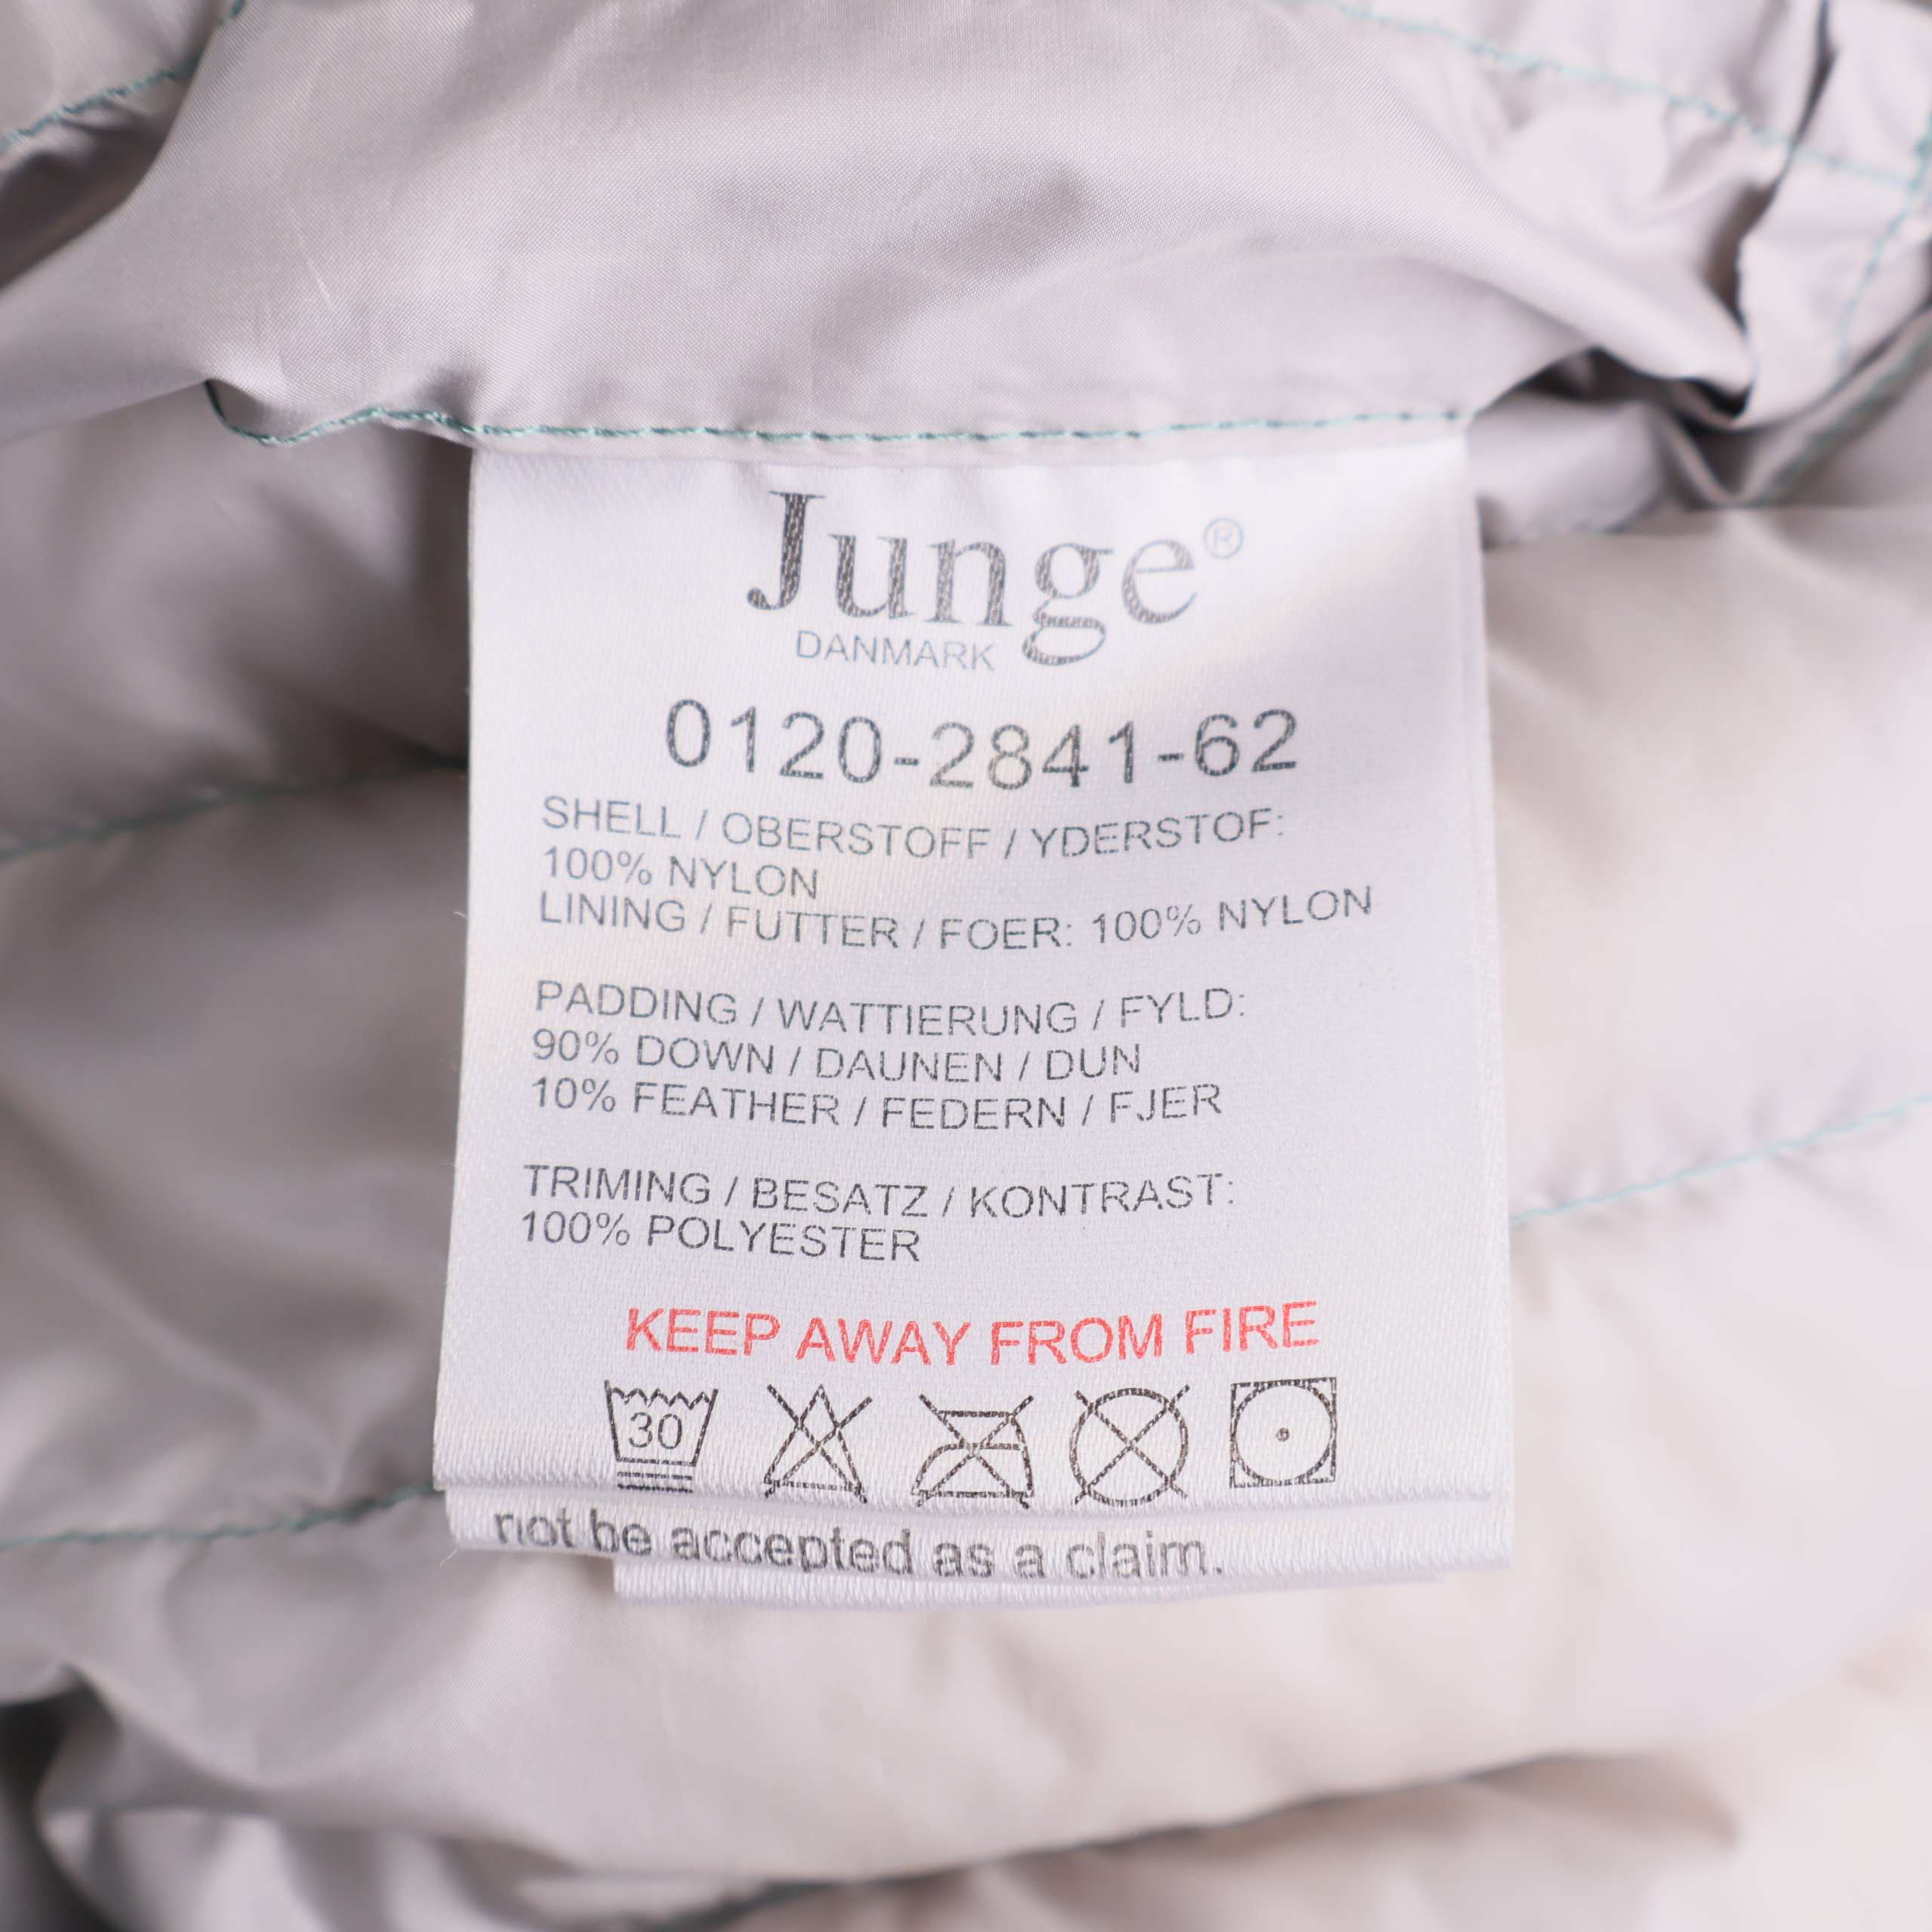 Junge®
DANMARK
0120-2841-62
SHELL / OBERSTOFF / YDERSTOF:
100% NYLON
LINING / FUTTER / FOER: 100% NYLON
PADDING / WATTIERUNG / FYLD:
90% DOWN / DAUNEN / DUN
10% FEATHER / FEDERN / FJER
TRIMING / BESATZ / KONTRAST:
100% POLYESTER
KEEP AWAY FROM FIRE
30
not be accepted as a claim.